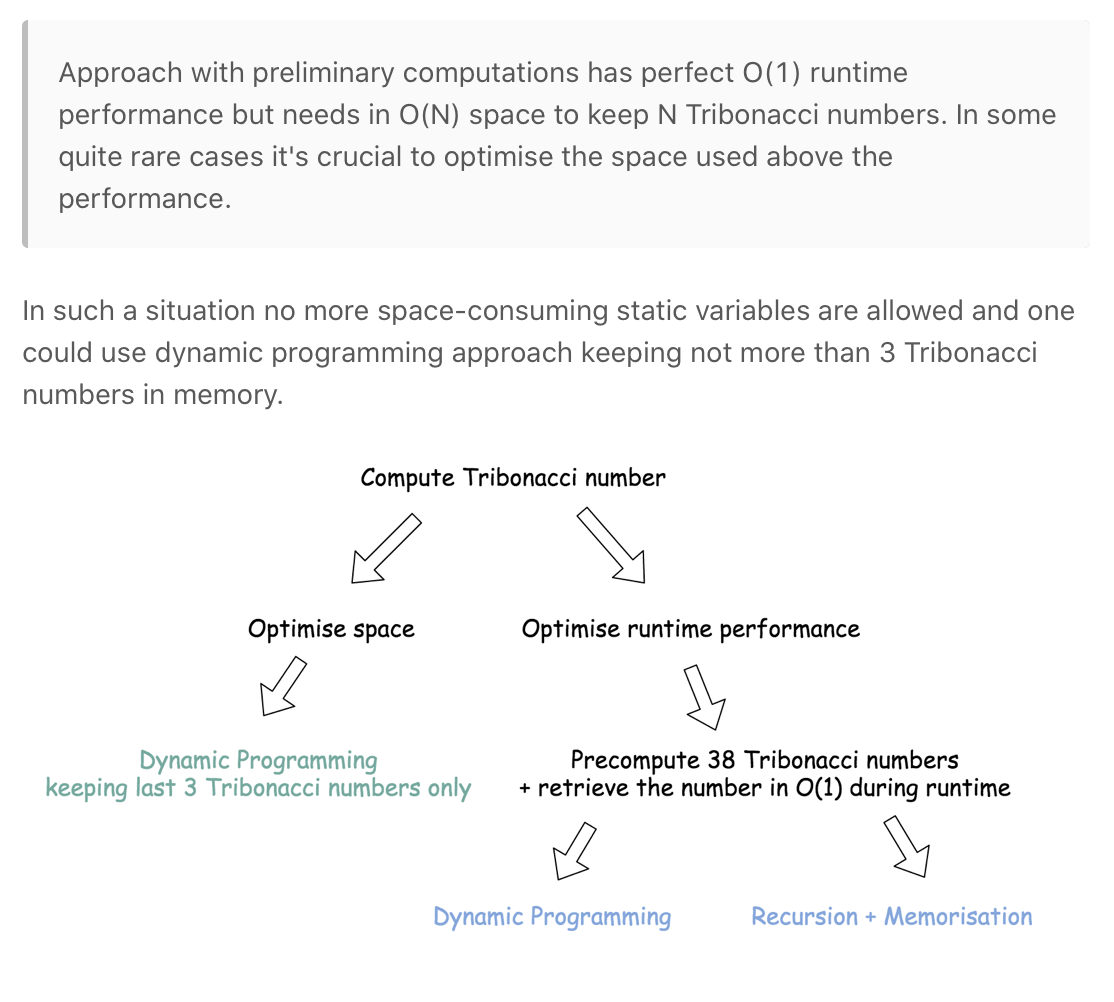 Approach with preliminary computations has perfect O(1) runtime
performance but needs in O(N) space to keep N Tribonacci numbers. In some
quite rare cases it's crucial to optimise the space used above the
performance.
In such a situation no more space-consuming static variables are allowed and one
could use dynamic programming approach keeping not more than 3 Tribonacci
numbers in memory.
Compute Tribonacci number
Optimise space
Optimise runtime performance
Dynamic Programming
keeping last 3 Tribonacci numbers only
Precompute 38 Tribonacci numbers
+ retrieve the number in O(1) during runtime
Dynamic Programming
Recursion + Memorisation